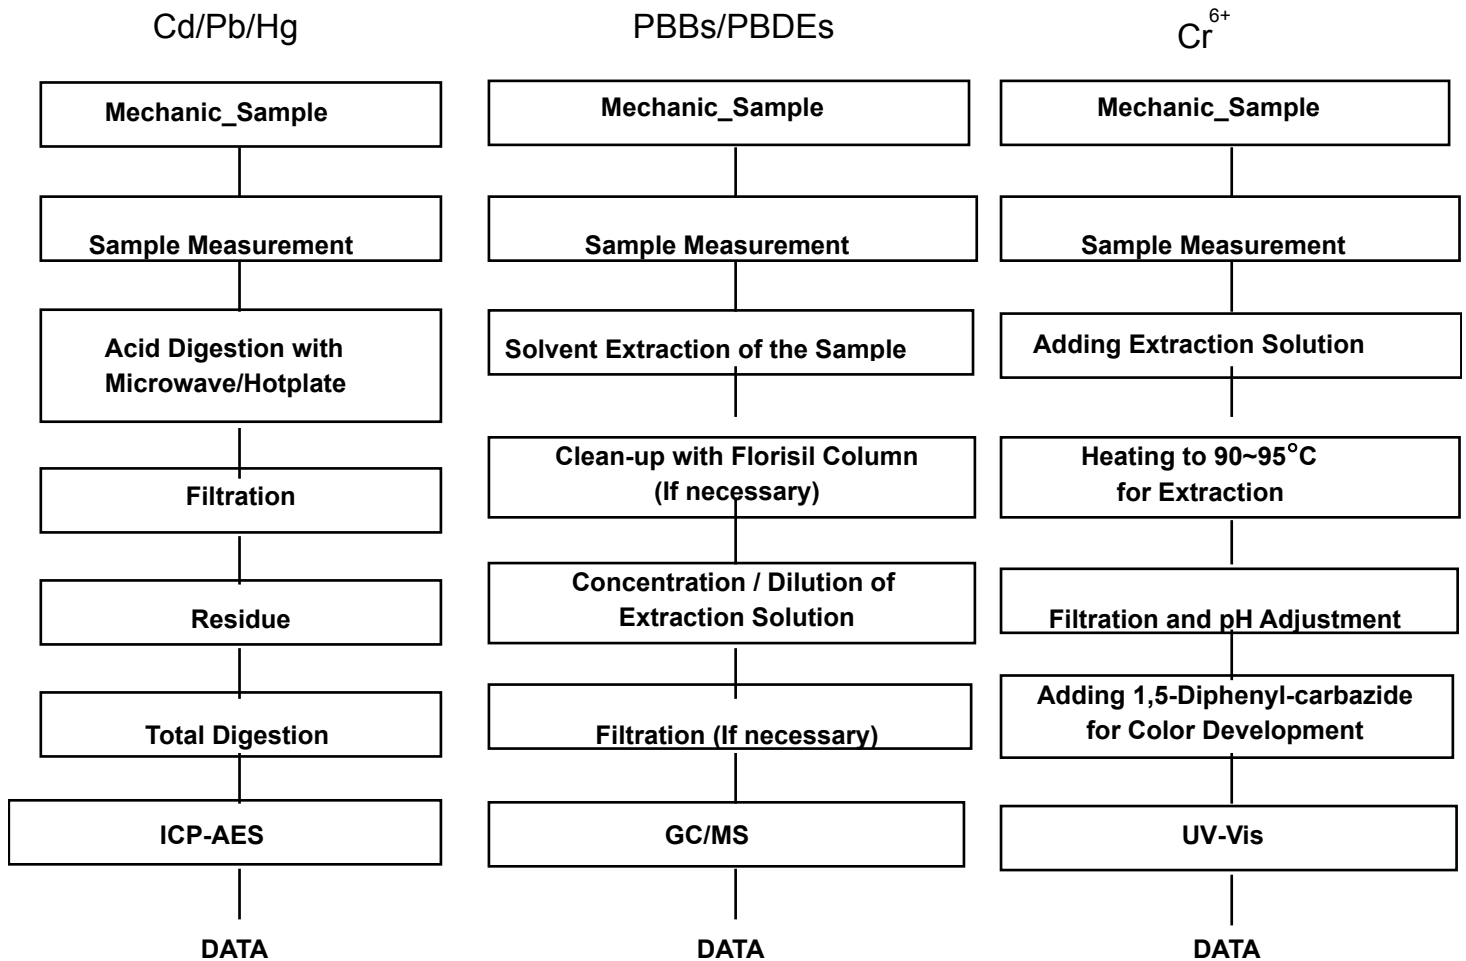 Cd/Pb/Hg
Mechanic_Sample
Sample Measurement
Acid Digestion with
Microwave/Hotplate
Filtration
Residue
Total Digestion
ICP-AES
DATA
PBBs/PBDEs
Mechanic_Sample
Sample Measurement
Solvent Extraction of the Sample
Clean-up with Florisil Column
(If necessary)
Concentration / Dilution of
Extraction Solution
Filtration (If necessary)
GC/MS
DATA
Cr6+
Mechanic_Sample
Sample Measurement
Adding Extraction Solution
Heating to 90~95°C
for Extraction
Filtration and pH Adjustment
Adding 1,5-Diphenyl-carbazide
for Color Development
UV-Vis
DATA